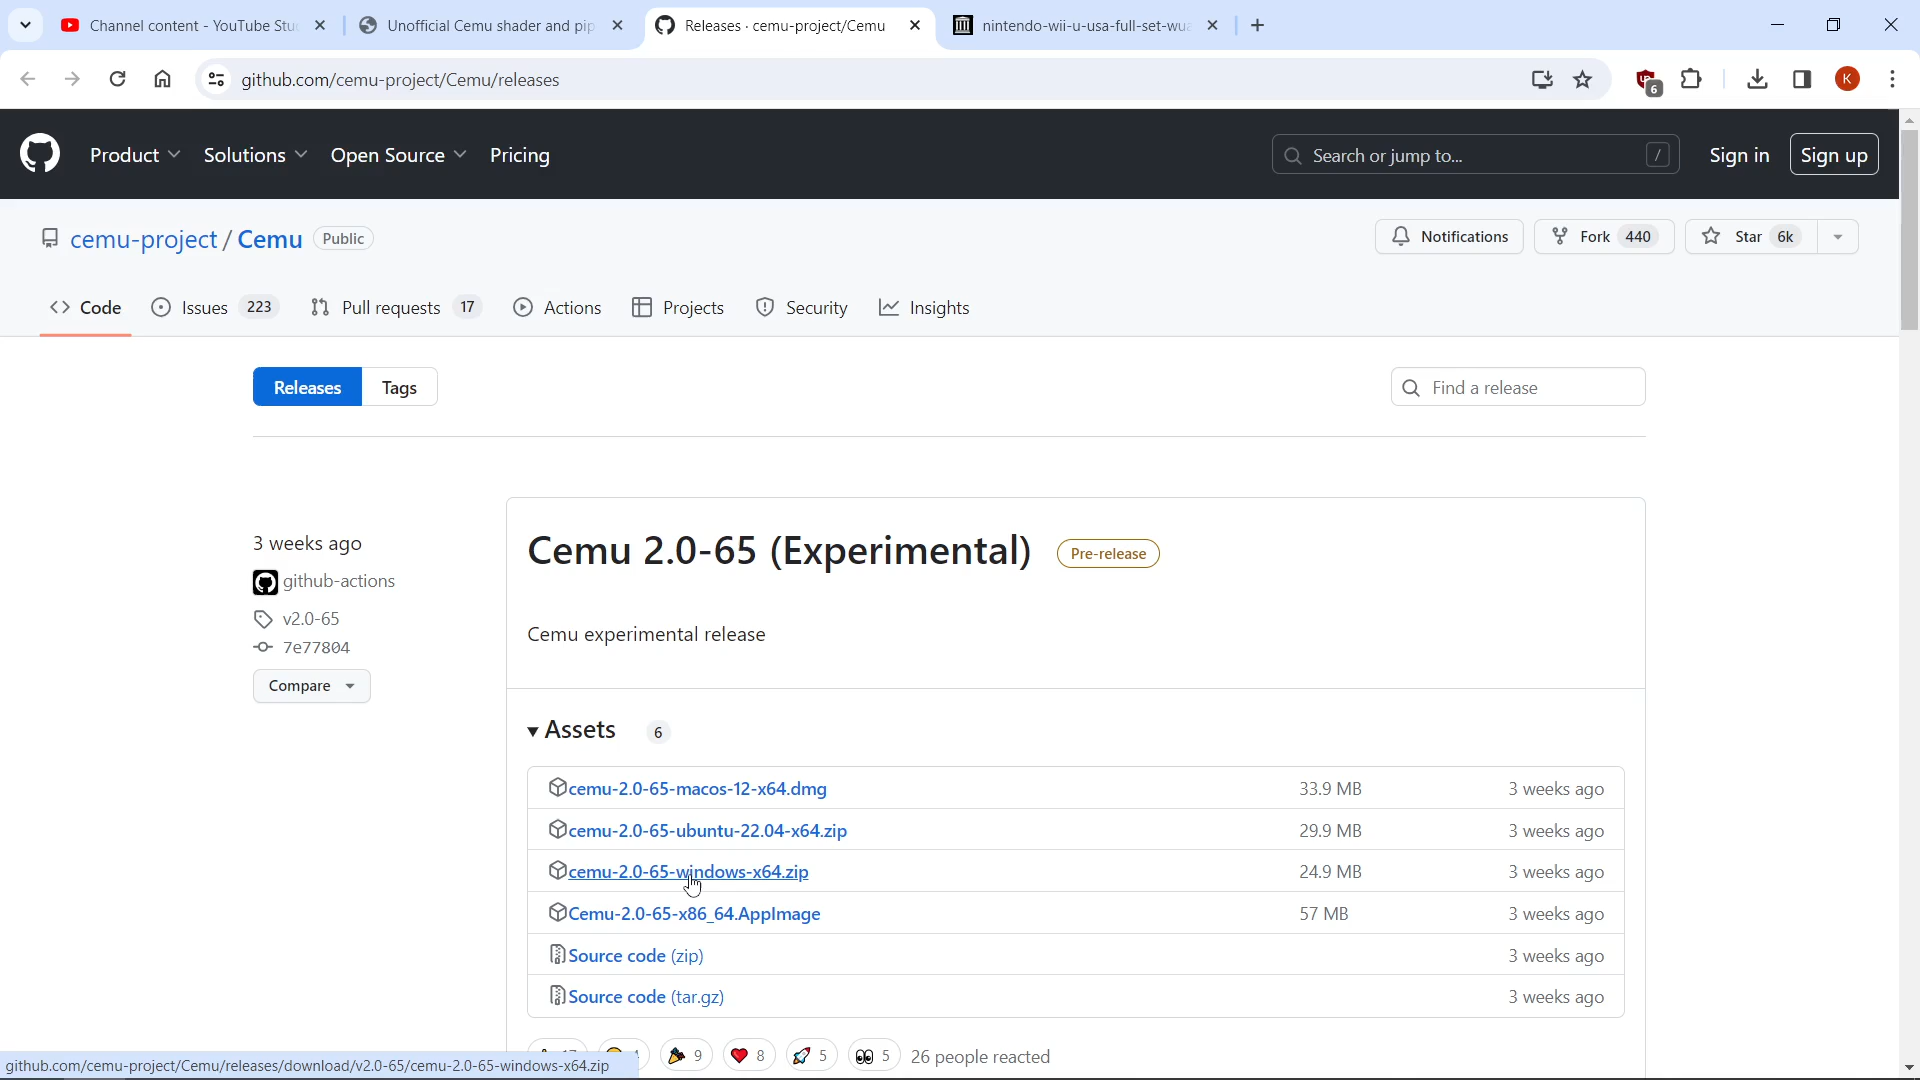 Channel content - YouTube Stu
Unofficial Cemu shader and pip
Releases · cemu-project/Cemu
nintendo-wii-u-usa-full-set-wua
github.com/cemu-project/Cemu/releases
6
K
Product
Solutions
Open Source
Pricing
Search or jump to...
/
Sign in
Sign up
cemu-project / Cemu
Public
Notifications
Fork 440
Star 6k
Code
Issues 223
Pull requests 17
Actions
Projects
Security
Insights
Releases
Tags
Find a release
3 weeks ago
github-actions
v2.0-65
7e77804
Compare
Cemu 2.0-65 (Experimental)
Pre-release
Cemu experimental release
Assets 6
cemu-2.0-65-macos-12-x64.dmg 33.9 MB 3 weeks ago
cemu-2.0-65-ubuntu-22.04-x64.zip 29.9 MB 3 weeks ago
cemu-2.0-65-windows-x64.zip 24.9 MB 3 weeks ago
Cemu-2.0-65-x86_64.AppImage 57 MB 3 weeks ago
Source code (zip) 3 weeks ago
Source code (tar.gz) 3 weeks ago
9 8 5 5 26 people reacted
github.com/cemu-project/Cemu/releases/download/v2.0-65/cemu-2.0-65-windows-x64.zip